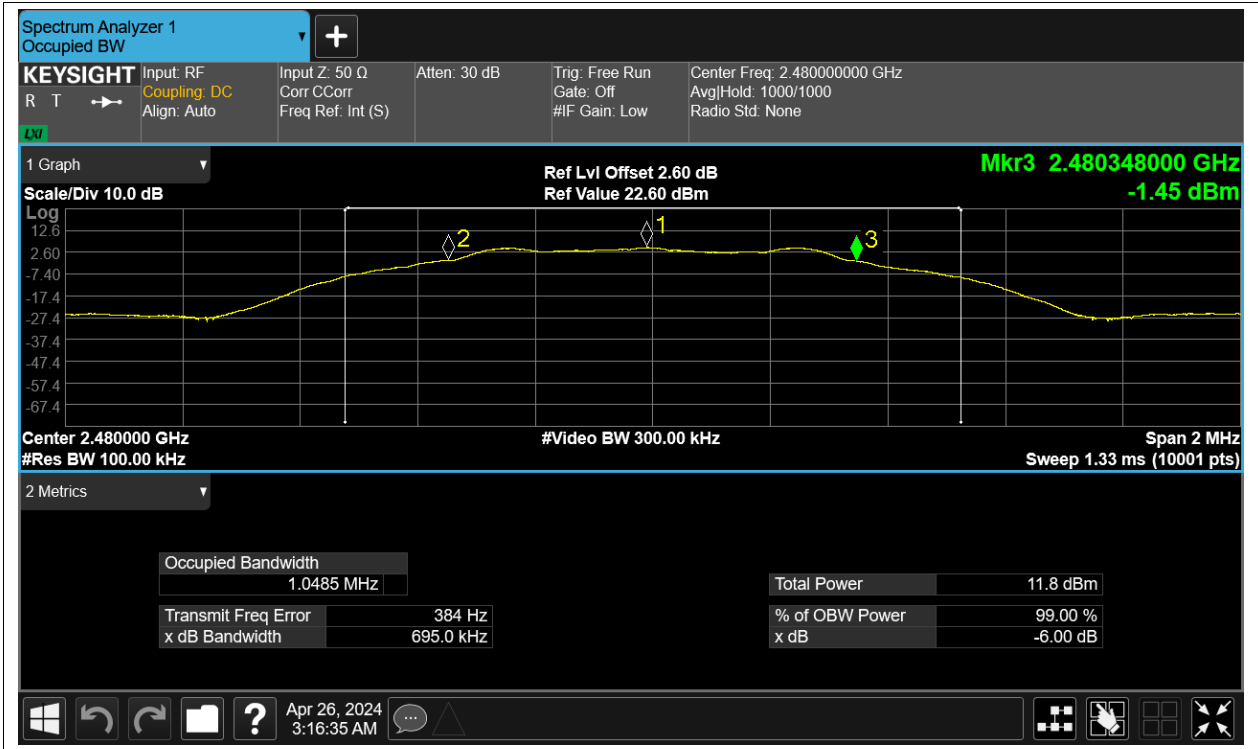 Spectrum Analyzer 1
Occupied BW
+
KEYSIGHT
R T
LXI
Input: RF
Coupling: DC
Align: Auto
Input Z: 50 Ω
Corr CCorr
Freq Ref: Int (S)
Atten: 30 dB
Trig: Free Run
Gate: Off
#IF Gain: Low
Center Freq: 2.480000000 GHz
Avg|Hold: 1000/1000
Radio Std: None
1 Graph
Scale/Div 10.0 dB
Ref Lvl Offset 2.60 dB
Ref Value 22.60 dBm
Mkr3 2.480348000 GHz
-1.45 dBm
Log
12.6
2.60
-7.40
-17.4
-27.4
-37.4
-47.4
-57.4
-67.4
2
1
3
Center 2.480000 GHz
#Res BW 100.00 kHz
#Video BW 300.00 kHz
Span 2 MHz
Sweep 1.33 ms (10001 pts)
2 Metrics
Occupied Bandwidth
1.0485 MHz
Transmit Freq Error 384 Hz
x dB Bandwidth 695.0 kHz
Total Power 11.8 dBm
% of OBW Power 99.00 %
x dB -6.00 dB
?
Apr 26, 2024
3:16:35 AM